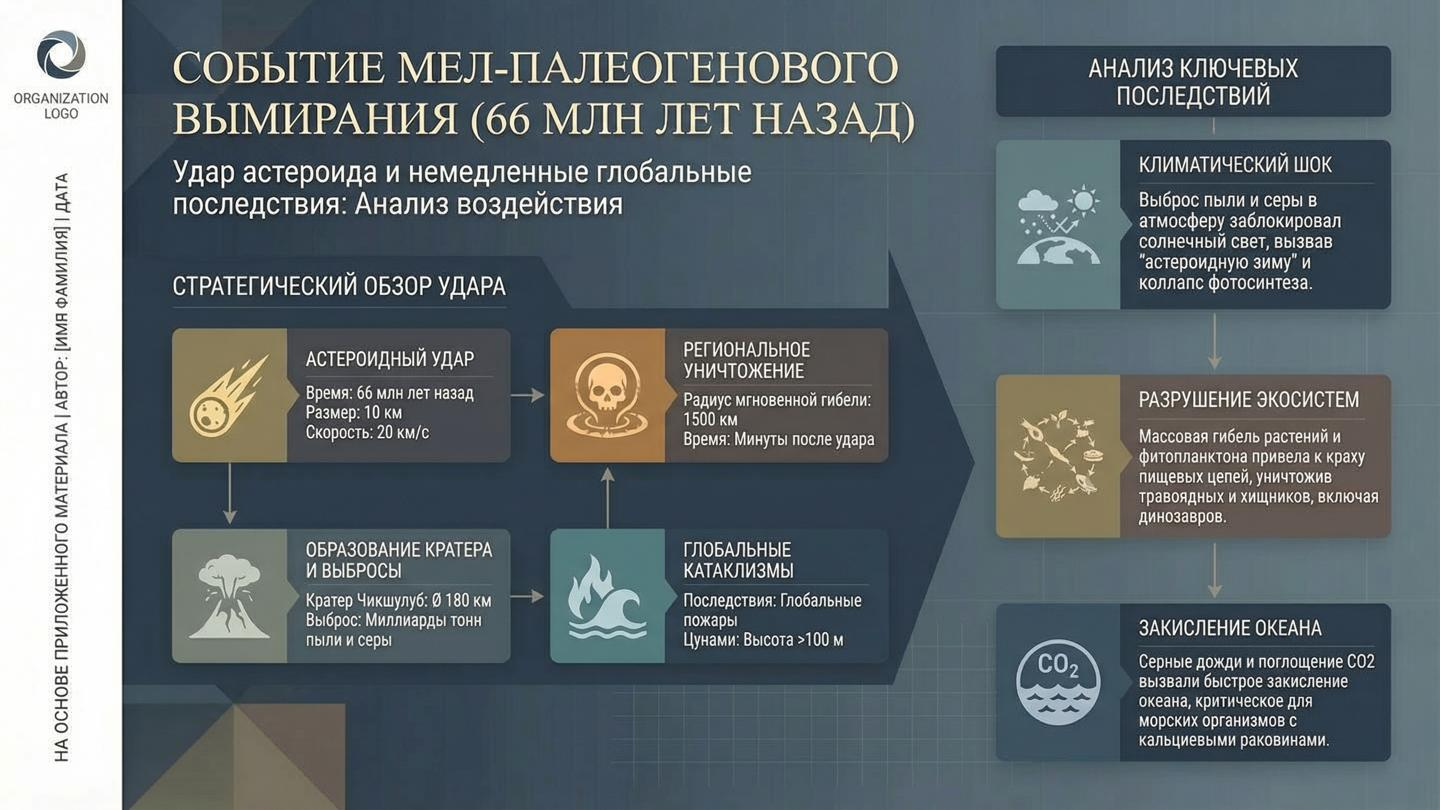 ORGANIZATION
LOGO
НА ОСНОВЕ ПРИЛОЖЕННОГО МАТЕРИАЛА | АВТОР: [ИМЯ ФАМИЛИЯ] | ДАТА
СОБЫТИЕ МЕЛ-ПАЛЕОГЕНОВОГО
ВЫМИРАНИЯ (66 МЛН ЛЕТ НАЗАД)
Удар астероида и немедленные глобальные
последствия: Анализ воздействия
СТРАТЕГИЧЕСКИЙ ОБЗОР УДАРА
АСТЕРОИДНЫЙ УДАР
Время: 66 млн лет назад
Размер: 10 км
Скорость: 20 км/с
РЕГИОНАЛЬНОЕ
УНИЧТОЖЕНИЕ
Радиус мгновенной гибели:
1500 км
Время: Минуты после удара
ОБРАЗОВАНИЕ КРАТЕРА
И ВЫБРОСЫ
Кратер Чикшулуб: Ø 180 км
Выброс: Миллиарды тонн
пыли и серы
ГЛОБАЛЬНЫЕ
КАТАКЛИЗМЫ
Последствия: Глобальные
пожары
Цунами: Высота >100 м
АНАЛИЗ КЛЮЧЕВЫХ
ПОСЛЕДСТВИЙ
КЛИМАТИЧЕСКИЙ ШОК
Выброс пыли и серы в
атмосферу заблокировал
солнечный свет, вызвав
"астероидную зиму" и
коллапс фотосинтеза.
РАЗРУШЕНИЕ ЭКОСИСТЕМ
Массовая гибель растений и
фитопланктона привела к краху
пищевых цепей, уничтожив
травоядных и хищников, включая
динозавров.
CO₂
ЗАКИСЛЕНИЕ ОКЕАНА
Серные дожди и поглощение CO2
вызвали быстрое закисление
океана, критическое для
морских организмов с
кальциевыми раковинами.